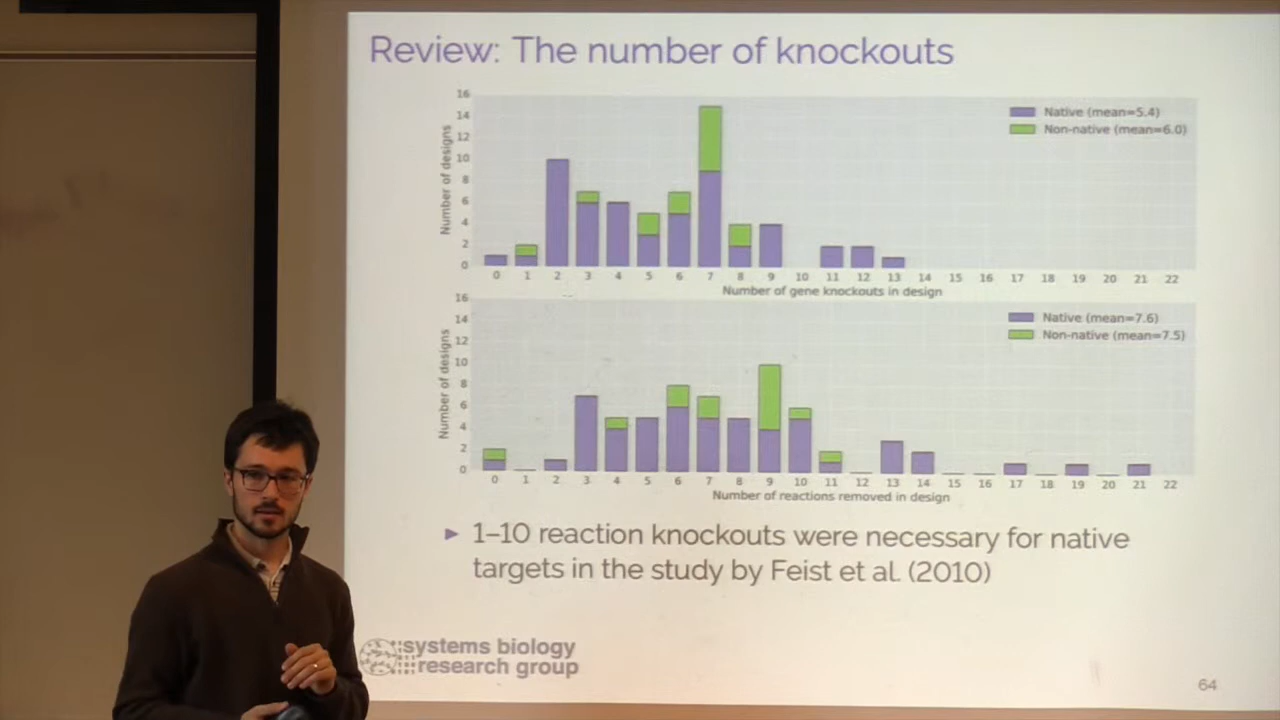 Review: The number of knockouts
16
14
12
10
8
6
4
2
0
Number of designs
Native (mean=5.4)
Non-native (mean=6.0)
0 1 2 3 4 5 6 7 8 9 10 11 12 13 14 15 16 17 18 19 20 21 22
Number of gene knockouts in design
16
14
12
10
8
6
4
2
0
Number of designs
Native (mean=7.6)
Non-native (mean=7.5)
0 1 2 3 4 5 6 7 8 9 10 11 12 13 14 15 16 17 18 19 20 21 22
Number of reactions removed in design
1–10 reaction knockouts were necessary for native
targets in the study by Feist et al. (2010)
systems biology
research group
64